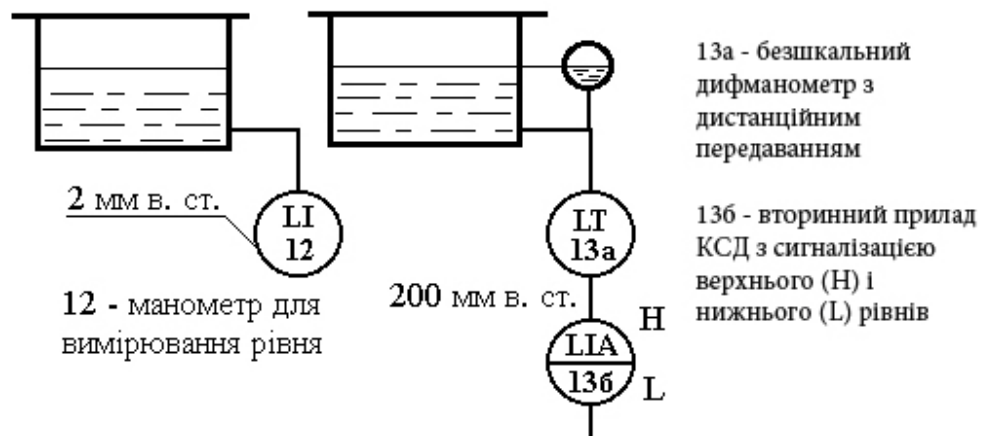 2 мм в. ст.
LI
12
12 - манометр для
вимірювання рівня
LT
13а
200 мм в. ст.
H
LIA
13б
L
13а - безшкальний
дифманометр з
дистанційним
передаванням
13б - вторинний прилад
КСД з сигналізацією
верхнього (H) і
нижнього (L) рівнів